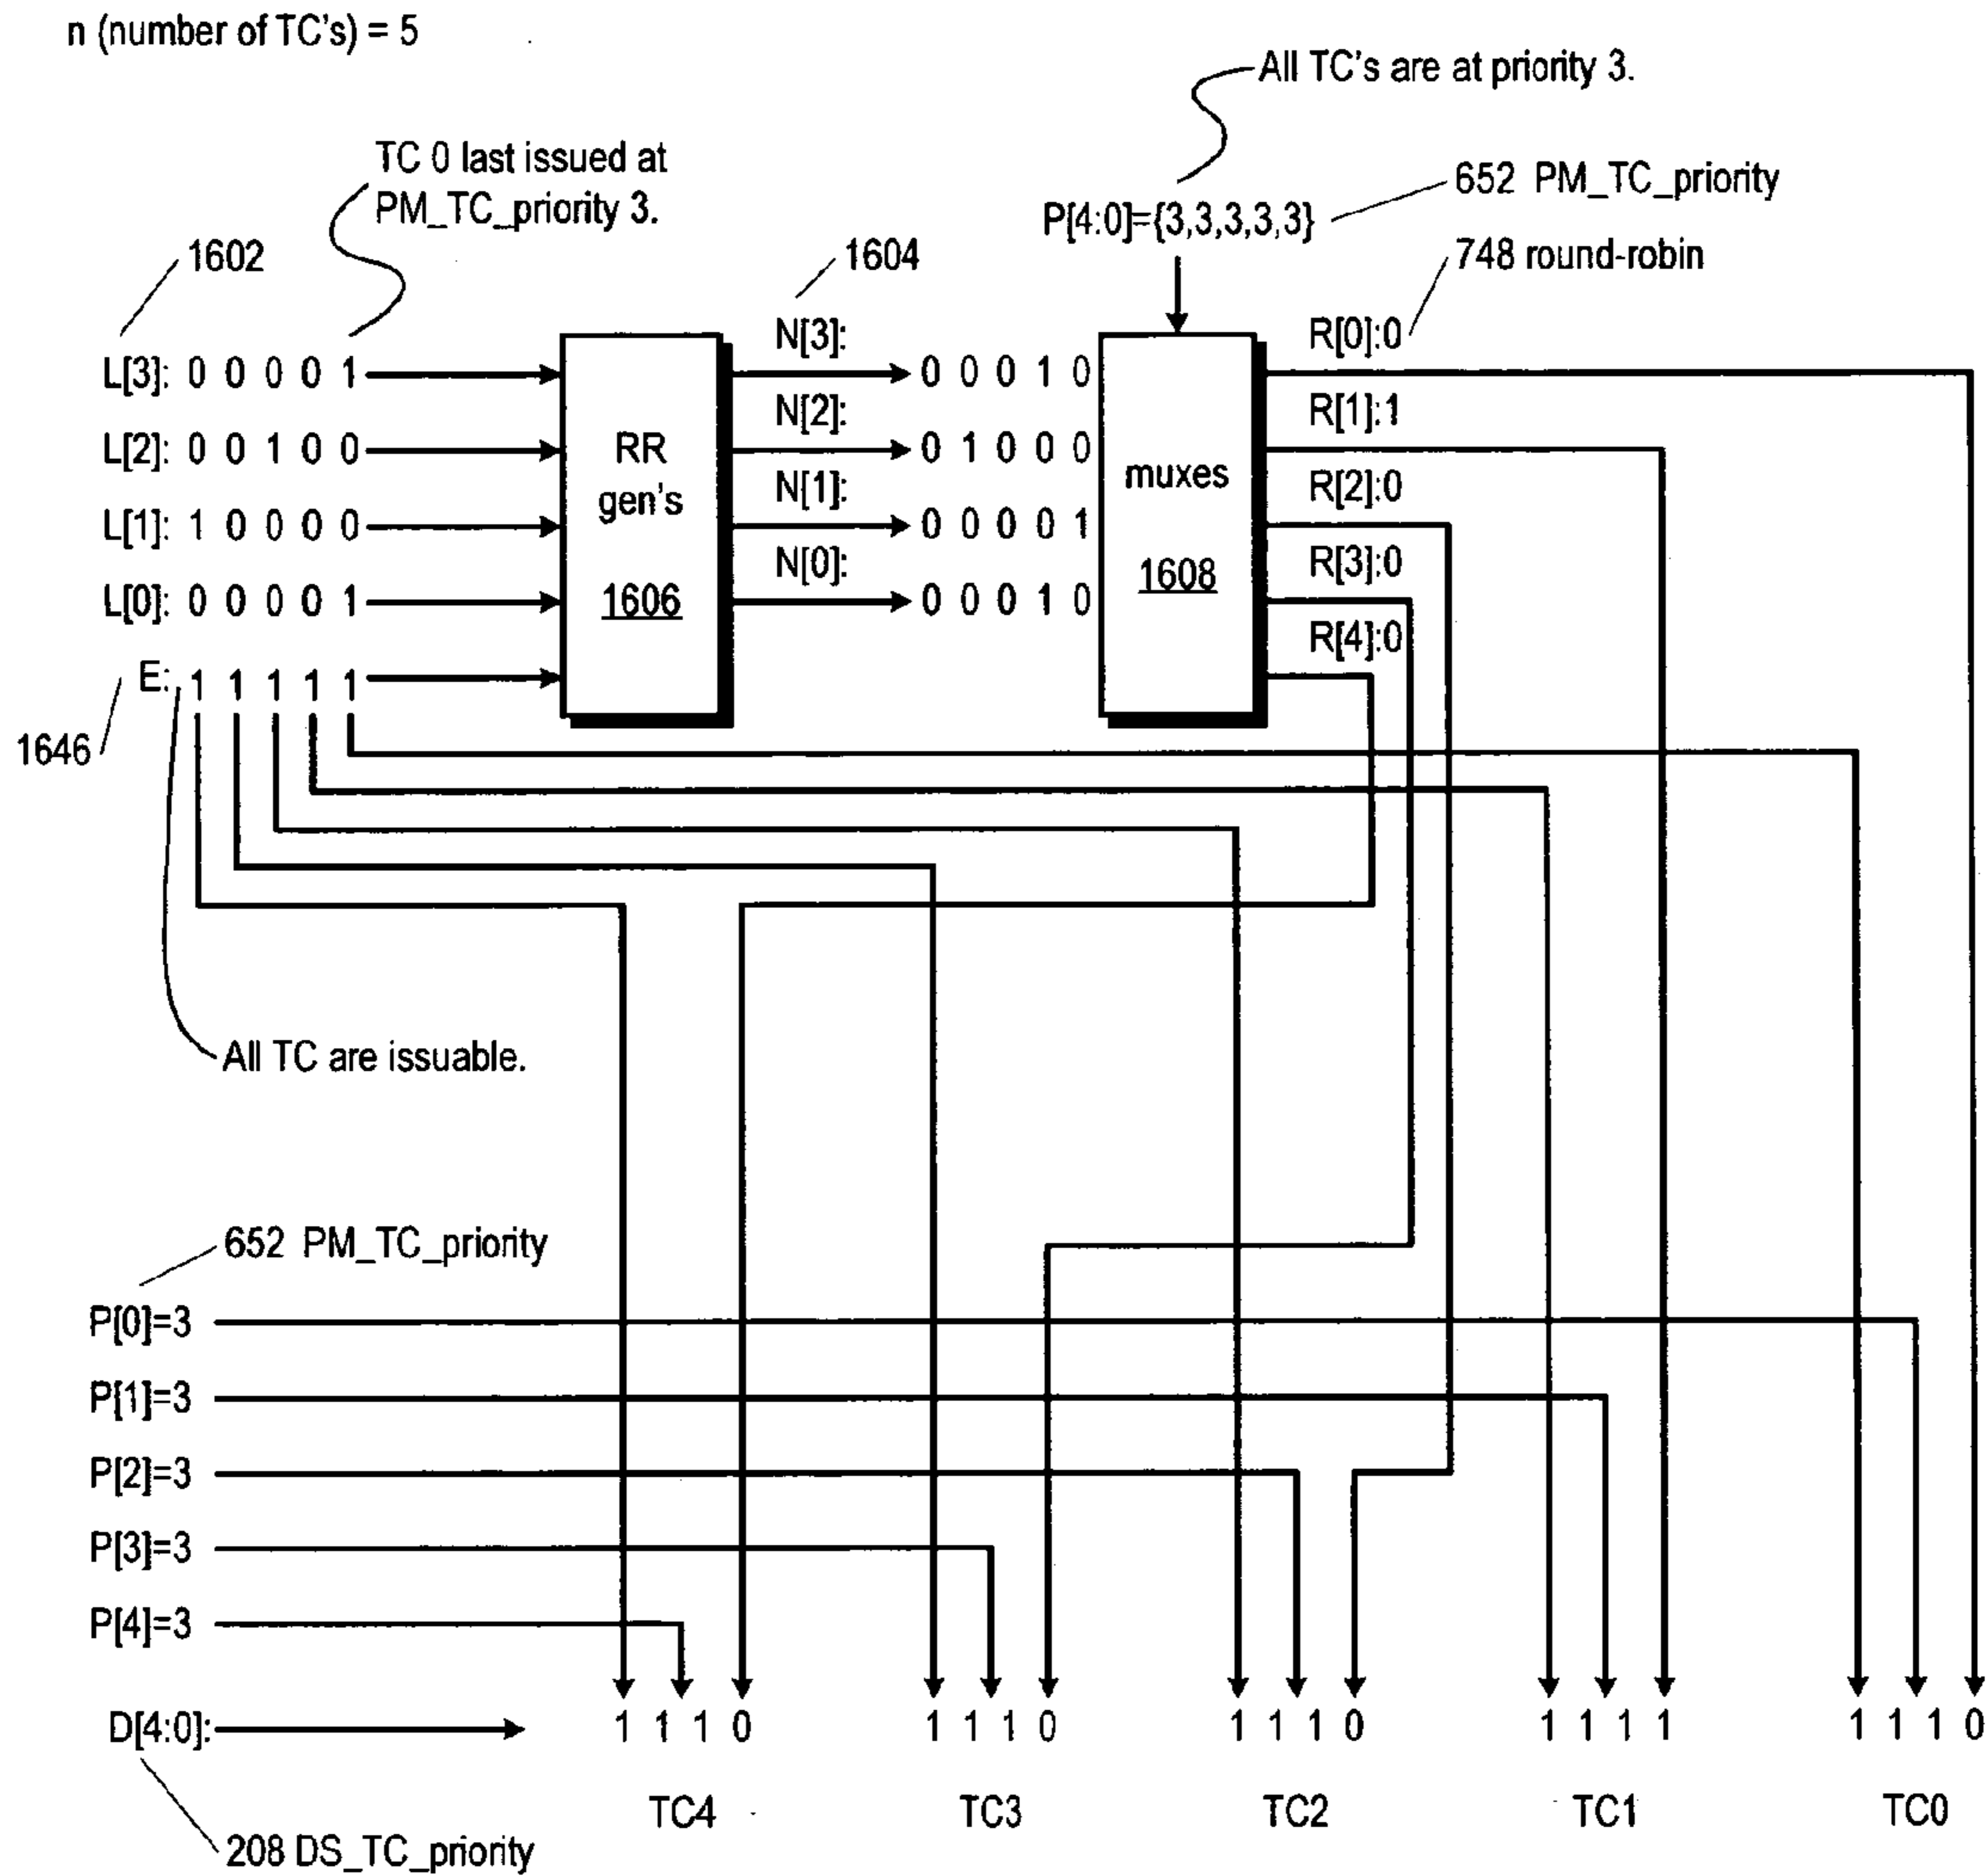 n (number of TC's) = 5
All TC's are at priority 3.
TC 0 last issued at
PM_TC_priority 3.
652 PM_TC_priority
P[4:0]={3,3,3,3,3}
1602
1604
748 round-robin
N[3]:
R[0]:0
L[3]: 0 0 0 0 1
0 0 0 1 0
N[2]:
R[1]:1
L[2]: 0 0 1 0 0
RR
0 1 0 0 0
muxes
gen's
N[1]:
R[2]:0
L[1]: 1 0 0 0 0
0 0 0 0 1
N[0]:
R[3]:0
1608
L[0]: 0 0 0 0 1
1606
0 0 0 1 0
R[4]:0
E: 1 1 1 1 1
1646
All TC are issuable.
652 PM_TC_priority
P[0]=3
P[1]=3
P[2]=3
P[3]=3
P[4]=3
D[4:0]: 1 1 1 0 1 1 1 0 1 1 1 0 1 1 1 1 1 1 1 0
TC4 TC3 TC2 TC1 TC0
208 DS_TC_priority